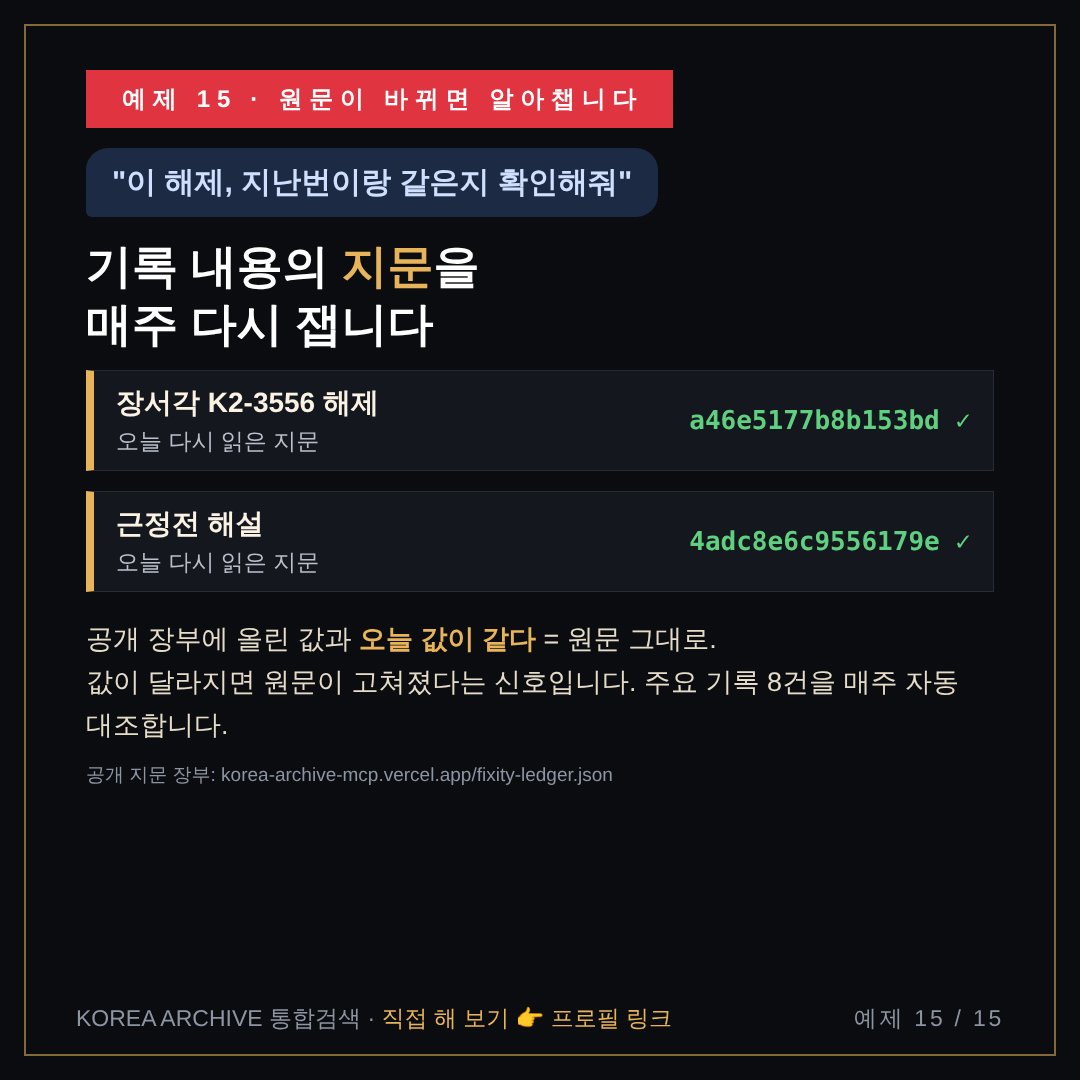 예제 15 · 원문이 바뀌면 알아챕니다
"이 해제, 지난번이랑 같은지 확인해줘"
기록 내용의 지문을
매주 다시 잽니다
장서각 K2-3556 해제
오늘 다시 읽은 지문
a46e5177b8b153bd ✓
근정전 해설
오늘 다시 읽은 지문
4adc8e6c9556179e ✓
공개 장부에 올린 값과 오늘 값이 같다 = 원문 그대로.
값이 달라지면 원문이 고쳐졌다는 신호입니다. 주요 기록 8건을 매주 자동
대조합니다.
공개 지문 장부: korea-archive-mcp.vercel.app/fixity-ledger.json
KOREA ARCHIVE 통합검색 · 직접 해 보기 👉 프로필 링크
예제 15 / 15